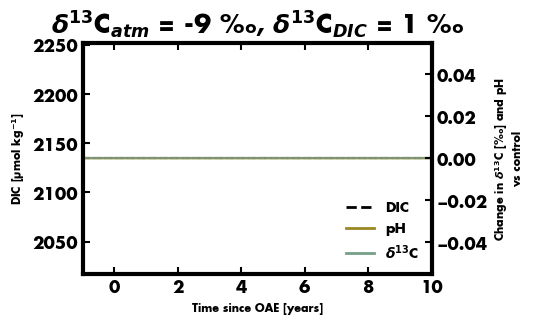 δ¹³C_atm = -9 ‰, δ¹³C_DIC = 1 ‰
2250
2200
2150
2100
2050
DIC [µmol kg⁻¹]
0.04
0.02
0.00
−0.02
−0.04
Change in δ¹³C [‰] and pH
vs control
DIC
pH
δ¹³C
0 2 4 6 8 10
Time since OAE [years]